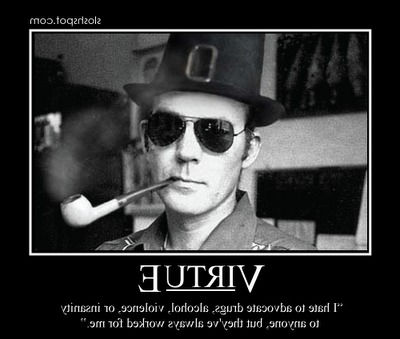 sloshspot.com
VIRTUE
“I hate to advocate drugs, alcohol, violence, or insanity
to anyone, but they've always worked for me.”